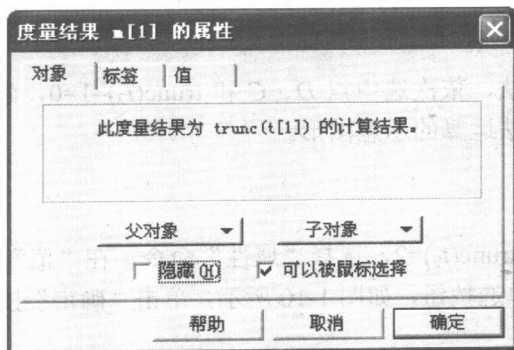 度量结果 m[1] 的属性
对象 标签 值
此度量结果为 trunc(t[1]) 的计算结果。
父对象 子对象
隐藏(H) 可以被鼠标选择
帮助 取消 确定